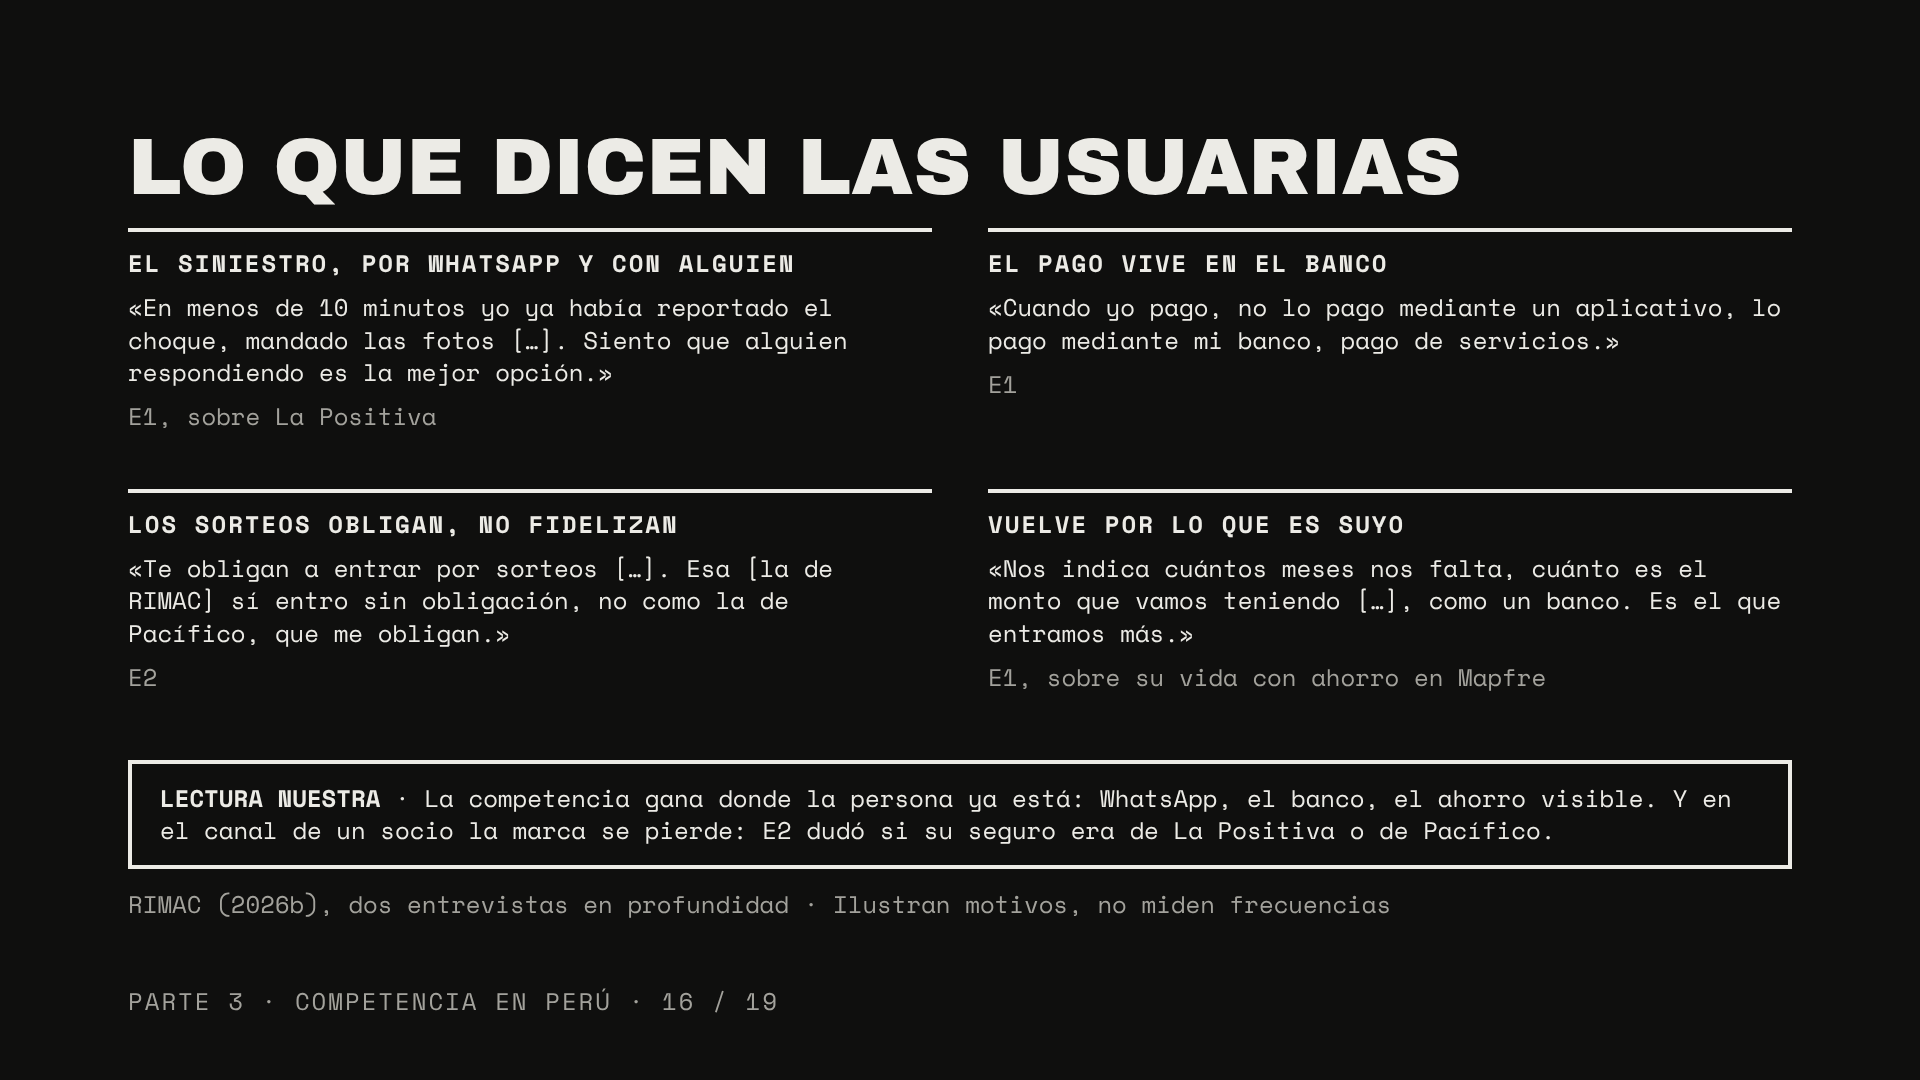 LO QUE DICEN LAS USUARIAS
EL SINIESTRO, POR WHATSAPP Y CON ALGUIEN
«En menos de 10 minutos yo ya había reportado el
choque, mandado las fotos […]. Siento que alguien
respondiendo es la mejor opción.»
E1, sobre La Positiva
EL PAGO VIVE EN EL BANCO
«Cuando yo pago, no lo pago mediante un aplicativo, lo
pago mediante mi banco, pago de servicios.»
E1
LOS SORTEOS OBLIGAN, NO FIDELIZAN
«Te obligan a entrar por sorteos […]. Esa [la de
RIMAC] sí entro sin obligación, no como la de
Pacífico, que me obligan.»
E2
VUELVE POR LO QUE ES SUYO
«Nos indica cuántos meses nos falta, cuánto es el
monto que vamos teniendo […], como un banco. Es el que
entramos más.»
E1, sobre su vida con ahorro en Mapfre
LECTURA NUESTRA · La competencia gana donde la persona ya está: WhatsApp, el banco, el ahorro visible. Y en
el canal de un socio la marca se pierde: E2 dudó si su seguro era de La Positiva o de Pacífico.
RIMAC (2026b), dos entrevistas en profundidad · Ilustran motivos, no miden frecuencias
PARTE 3 · COMPETENCIA EN PERÚ · 16 / 19